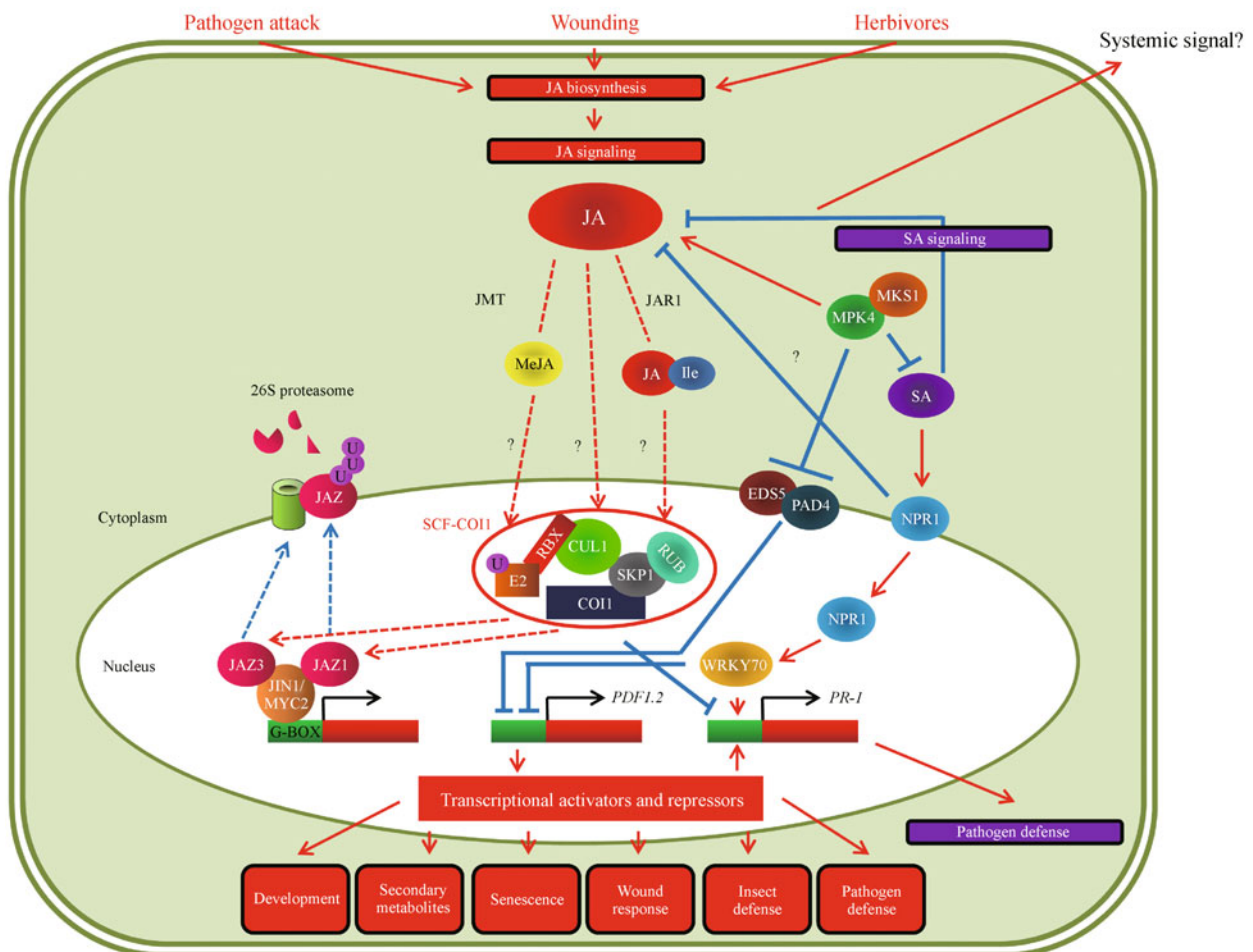 Pathogen attack
Wounding
Herbivores
Systemic signal?
JA biosynthesis
JA signaling
JA
SA signaling
JMT
JAR1
MKS1
MPK4
MeJA
JA
Ile
?
SA
26S proteasome
U
U
U
?
?
?
JAZ
EDS5
PAD4
NPR1
Cytoplasm
SCF-COI1
RBX
CUL1
RUB
U
E2
SKP1
COI1
NPR1
Nucleus
JAZ3
JAZ1
WRKY70
JIN1/
MYC2
PDF1.2
PR-1
G-BOX
Transcriptional activators and repressors
Pathogen defense
Development
Secondary
metabolites
Senescence
Wound
response
Insect
defense
Pathogen
defense